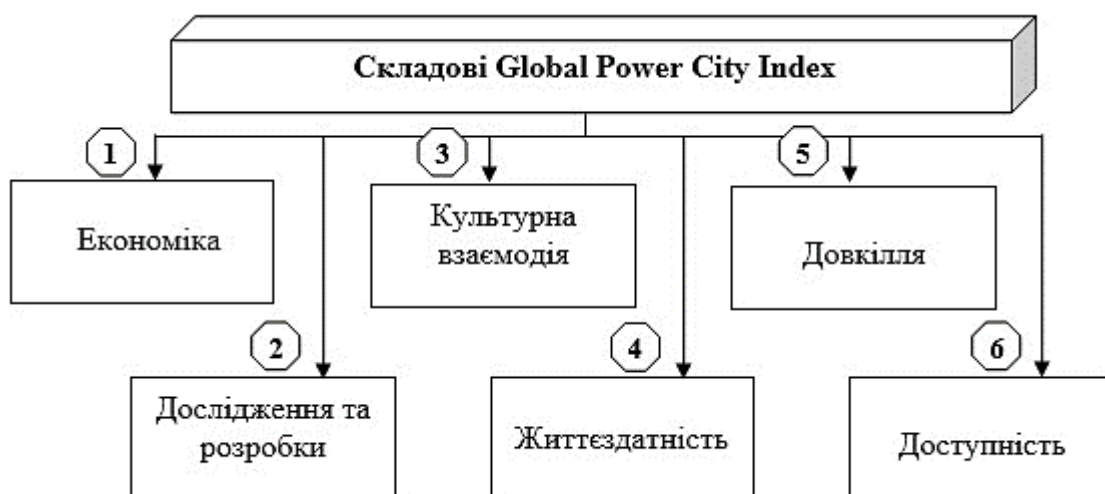 Складові Global Power City Index
1
Економіка
2
Дослідження та
розробки
3
Культурна
взаємодія
4
Життєздатність
5
Довкілля
6
Доступність